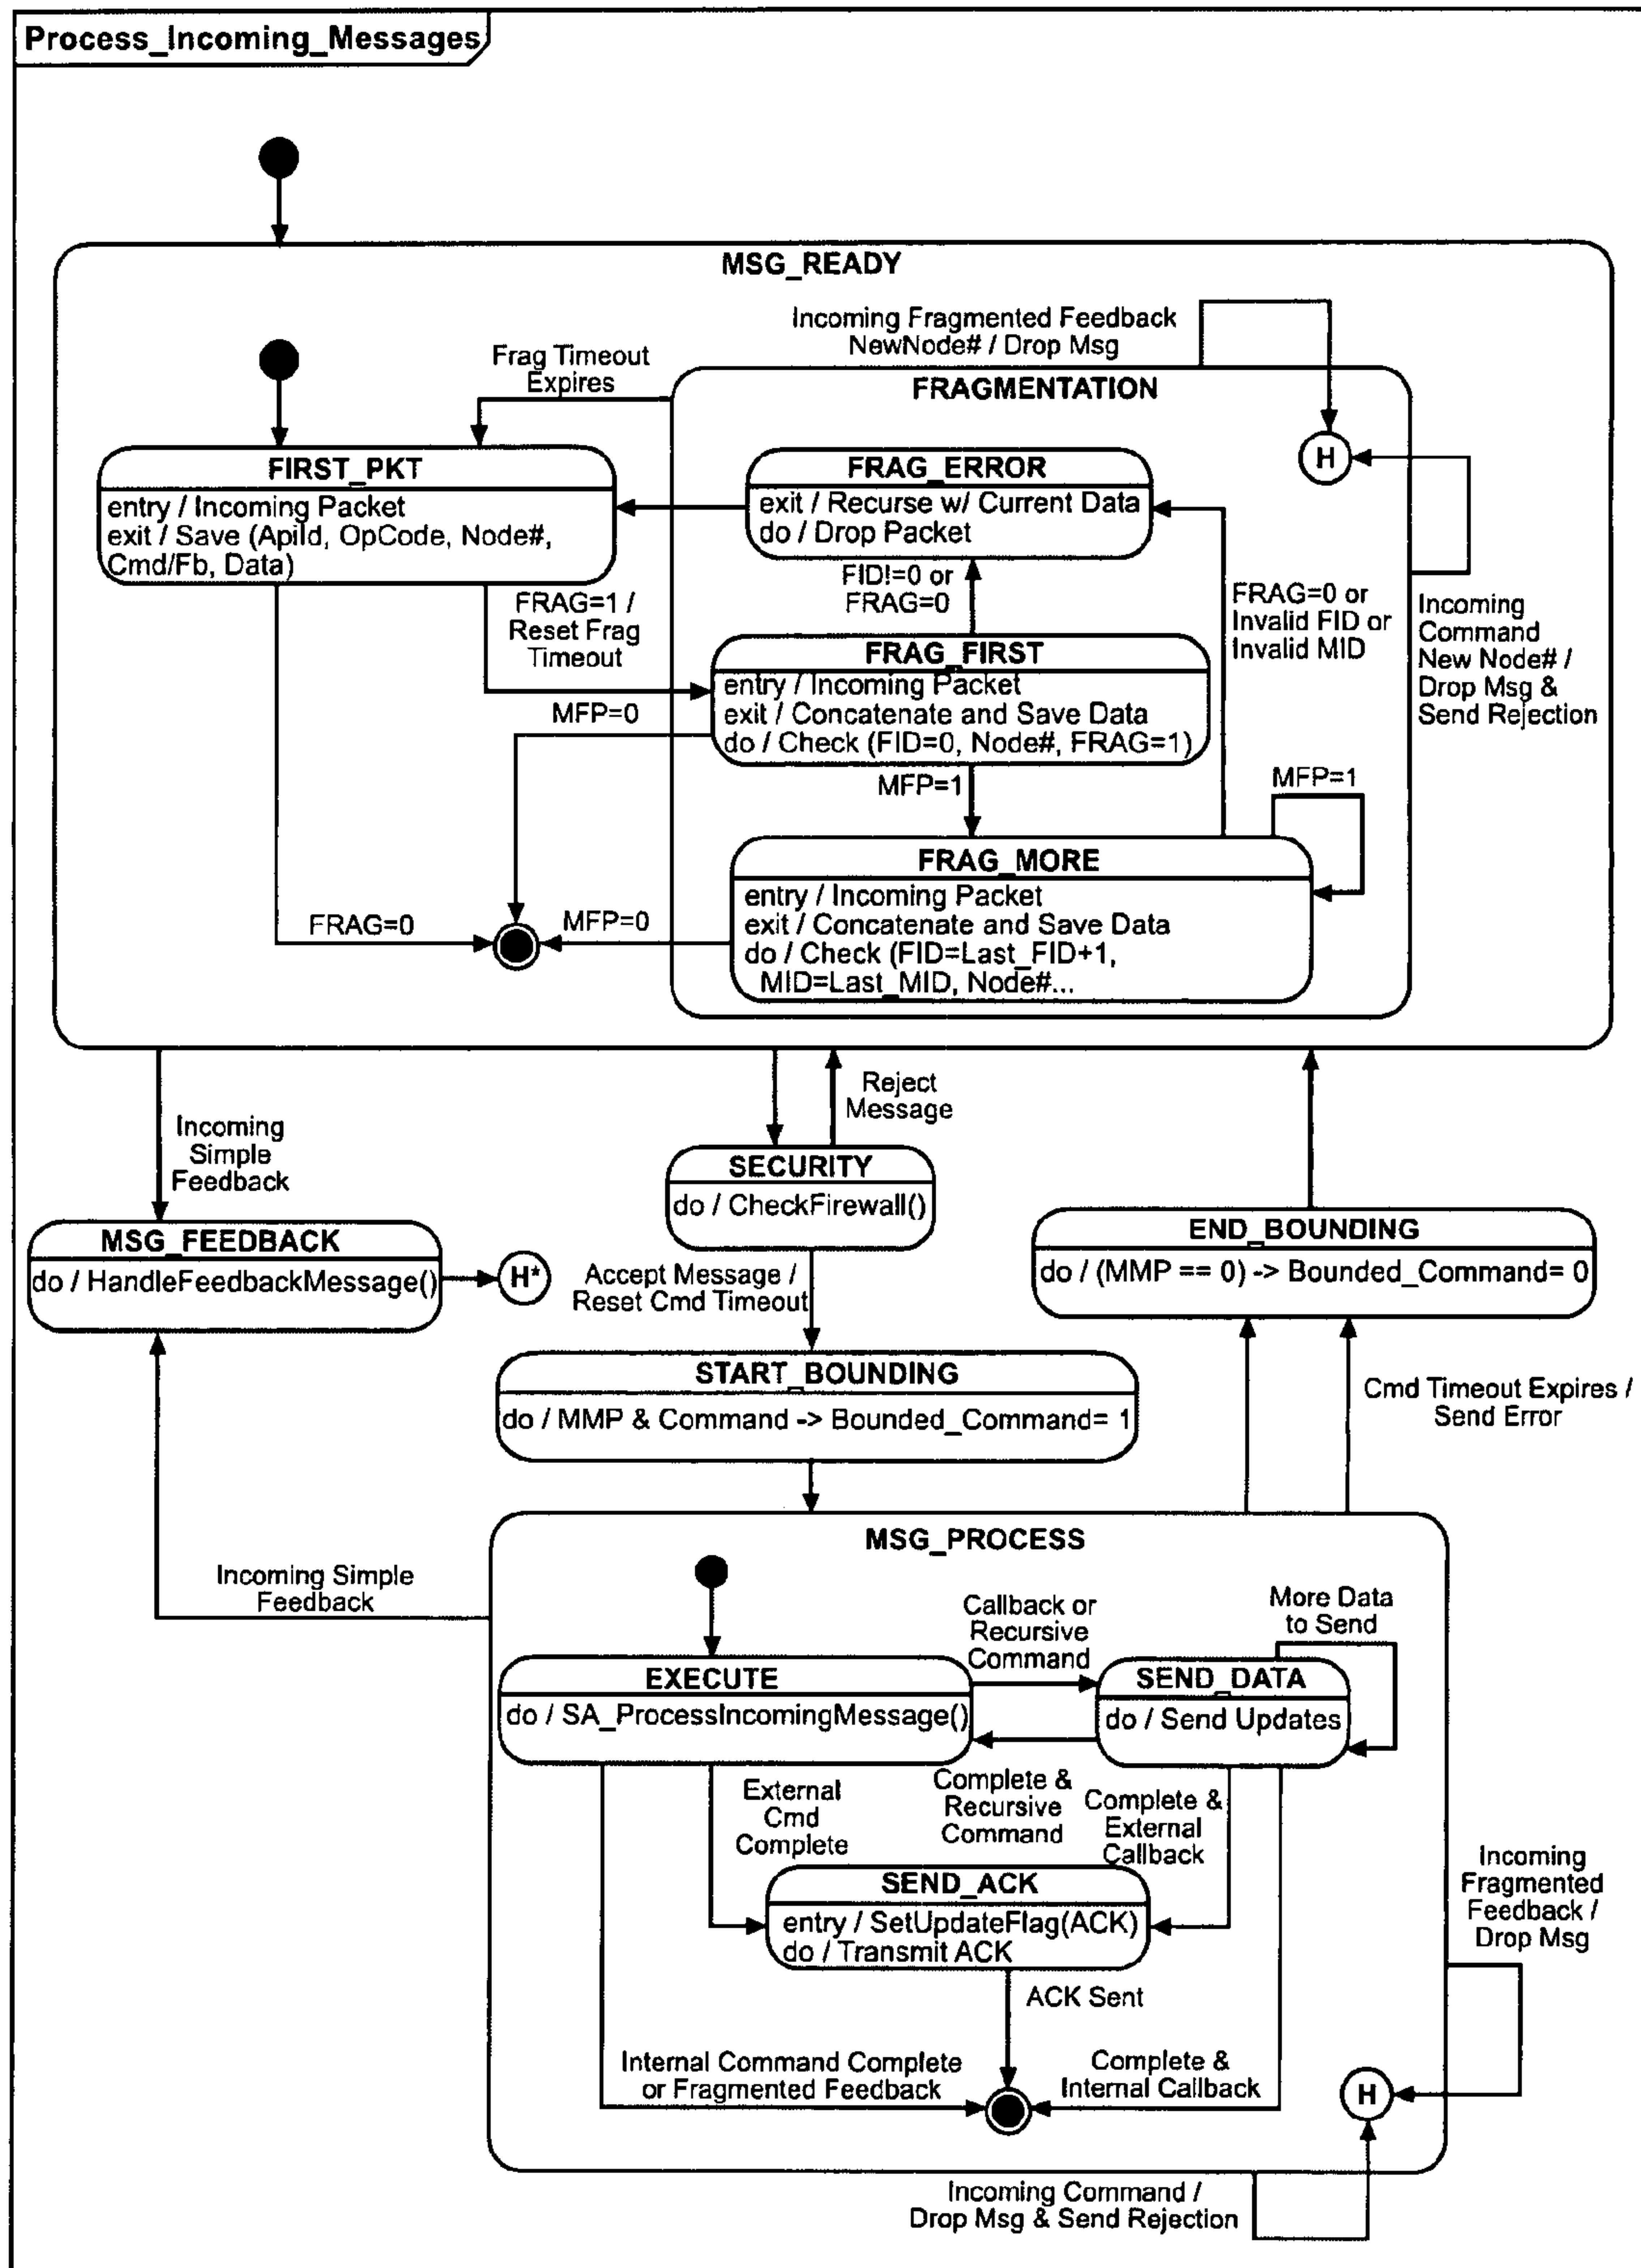 Process_Incoming_Messages
MSG_READY
Incoming Fragmented Feedback
NewNode# / Drop Msg
Frag Timeout
Expires
FRAGMENTATION
H
FIRST_PKT
entry / Incoming Packet
exit / Save (ApiId, OpCode, Node#,
Cmd/Fb, Data)
FRAG_ERROR
exit / Recurse w/ Current Data
do / Drop Packet
FID!=0 or
FRAG=0
FRAG=1 /
Reset Frag
Timeout
FRAG=0 or
Invalid FID or
Invalid MID
Incoming
Command
New Node# /
Drop Msg &
Send Rejection
FRAG_FIRST
entry / Incoming Packet
exit / Concatenate and Save Data
do / Check (FID=0, Node#, FRAG=1)
MFP=0
MFP=1
MFP=1
FRAG_MORE
entry / Incoming Packet
exit / Concatenate and Save Data
do / Check (FID=Last_FID+1,
MID=Last_MID, Node#...
FRAG=0
MFP=0
Reject
Message
Incoming
Simple
Feedback
SECURITY
do / CheckFirewall()
MSG_FEEDBACK
do / HandleFeedbackMessage()
H*
END_BOUNDING
do / (MMP == 0) -> Bounded_Command= 0
Accept Message /
Reset Cmd Timeout
START_BOUNDING
do / MMP & Command -> Bounded_Command= 1
Cmd Timeout Expires /
Send Error
MSG_PROCESS
Incoming Simple
Feedback
Callback or
Recursive
Command
More Data
to Send
EXECUTE
do / SA_ProcessIncomingMessage()
SEND_DATA
do / Send Updates
External
Cmd
Complete
Complete &
Recursive
Command
Complete &
External
Callback
SEND_ACK
entry / SetUpdateFlag(ACK)
do / Transmit ACK
Incoming
Fragmented
Feedback /
Drop Msg
ACK Sent
Internal Command Complete
or Fragmented Feedback
Complete &
Internal Callback
H
Incoming Command /
Drop Msg & Send Rejection